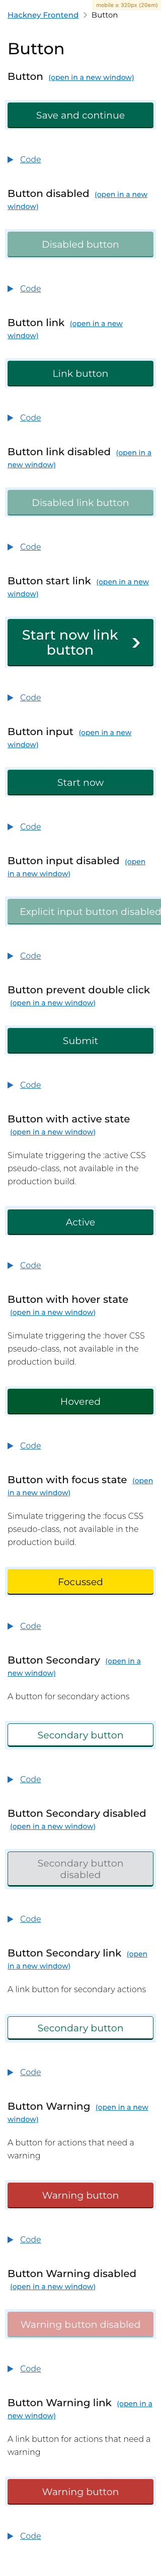 mobile ≥ 320px (20em)
Hackney Frontend > Button
Button
Button (open in a new window)
Save and continue
Code
Button disabled (open in a new
window)
Disabled button
Code
Button link (open in a new
window)
Link button
Code
Button link disabled (open in a
new window)
Disabled link button
Code
Button start link (open in a new
window)
Start now link
button
Code
Button input (open in a new
window)
Start now
Code
Button input disabled (open
in a new window)
Explicit input button disabled
Code
Button prevent double click
(open in a new window)
Submit
Code
Button with active state
(open in a new window)
Simulate triggering the :active CSS
pseudo-class, not available in the
production build.
Active
Code
Button with hover state
(open in a new window)
Simulate triggering the :hover CSS
pseudo-class, not available in the
production build.
Hovered
Code
Button with focus state (open
in a new window)
Simulate triggering the :focus CSS
pseudo-class, not available in the
production build.
Focussed
Code
Button Secondary (open in a
new window)
A button for secondary actions
Secondary button
Code
Button Secondary disabled
(open in a new window)
Secondary button
disabled
Code
Button Secondary link (open
in a new window)
A link button for secondary actions
Secondary button
Code
Button Warning (open in a new
window)
A button for actions that need a
warning
Warning button
Code
Button Warning disabled
(open in a new window)
Warning button disabled
Code
Button Warning link (open in a
new window)
A link button for actions that need a
warning
Warning button
Code